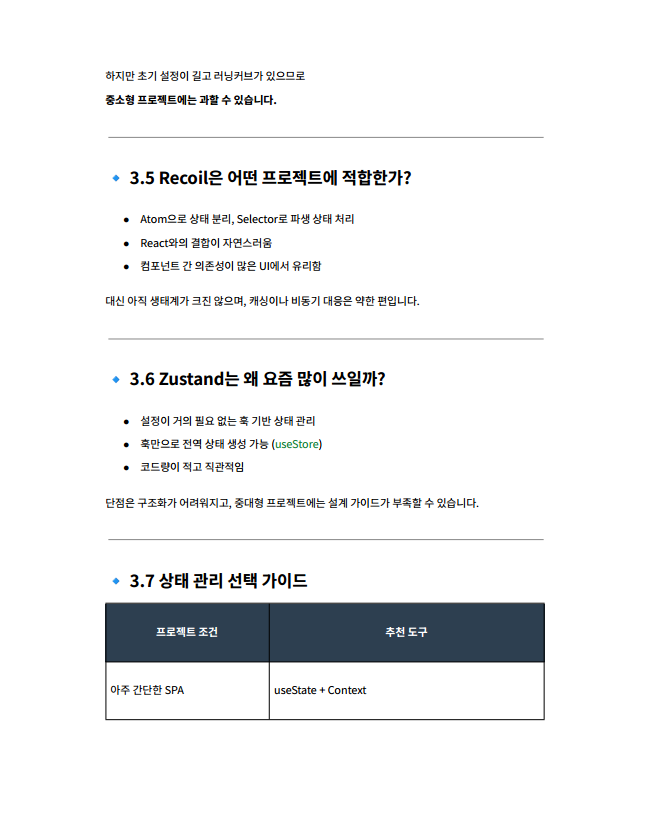 하지만 초기 설정이 길고 러닝커브가 있으므로
중소형 프로젝트에는 과할 수 있습니다.
3.5 Recoil은 어떤 프로젝트에 적합한가?
● Atom으로 상태 분리, Selector로 파생 상태 처리
● React와의 결합이 자연스러움
● 컴포넌트 간 의존성이 많은 UI에서 유리함
대신 아직 생태계가 크진 않으며, 캐싱이나 비동기 대응은 약한 편입니다.
3.6 Zustand는 왜 요즘 많이 쓰일까?
● 설정이 거의 필요 없는 훅 기반 상태 관리
● 훅만으로 전역 상태 생성 가능 (useStore)
● 코드량이 적고 직관적임
단점은 구조화가 어려워지고, 중대형 프로젝트에는 설계 가이드가 부족할 수 있습니다.
3.7 상태 관리 선택 가이드
프로젝트 조건 추천 도구
아주 간단한 SPA useState + Context